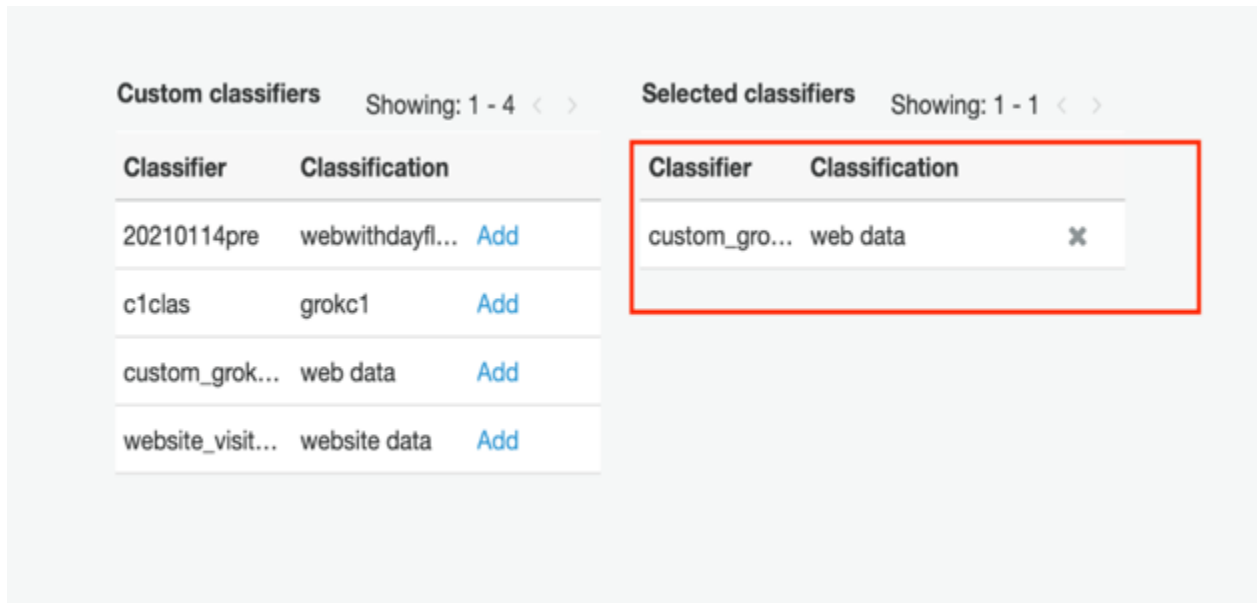 Custom classifiers Showing: 1 - 4 < >
Classifier Classification
20210114pre webwithdayfl... Add
c1clas grokc1 Add
custom_grok... web data Add
website_visit... website data Add
Selected classifiers Showing: 1 - 1 < >
Classifier Classification
custom_gro... web data ✖